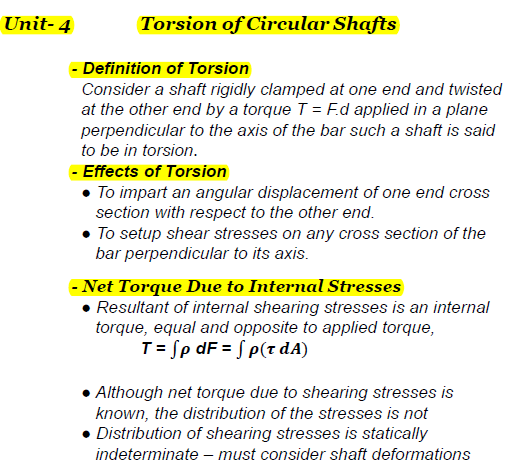 Unit- 4 Torsion of Circular Shafts
- Definition of Torsion
Consider a shaft rigidly clamped at one end and twisted
at the other end by a torque T = F.d applied in a plane
perpendicular to the axis of the bar such a shaft is said
to be in torsion.
- Effects of Torsion
● To impart an angular displacement of one end cross
section with respect to the other end.
● To setup shear stresses on any cross section of the
bar perpendicular to its axis.
- Net Torque Due to Internal Stresses
● Resultant of internal shearing stresses is an internal
torque, equal and opposite to applied torque,
T = ∫ρ dF = ∫ρ(τ dA)
● Although net torque due to shearing stresses is
known, the distribution of the stresses is not
● Distribution of shearing stresses is statically
indeterminate – must consider shaft deformations